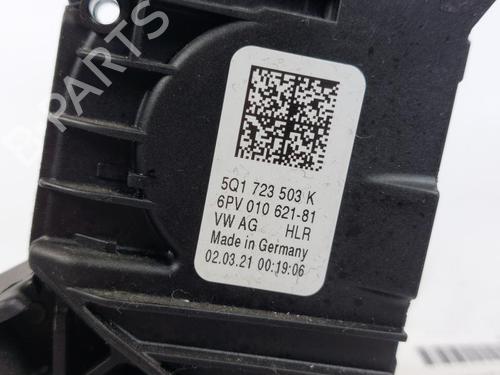 B-PARTS
5Q1 723 503 K
6PV 010 621-81
VW AG HLR
Made in Germany
02.03.21 00:19:06